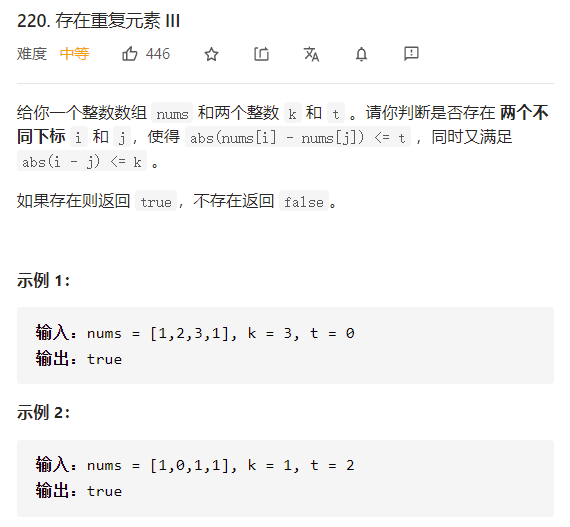 220. 存在重复元素 III
难度 中等 446
给你一个整数数组 nums 和两个整数 k 和 t 。请你判断是否存在 两个不
同下标 i 和 j，使得 abs(nums[i] - nums[j]) <= t ，同时又满足
abs(i - j) <= k 。
如果存在则返回 true，不存在返回 false。
示例 1：
输入：nums = [1,2,3,1], k = 3, t = 0
输出：true
示例 2：
输入：nums = [1,0,1,1], k = 1, t = 2
输出：true